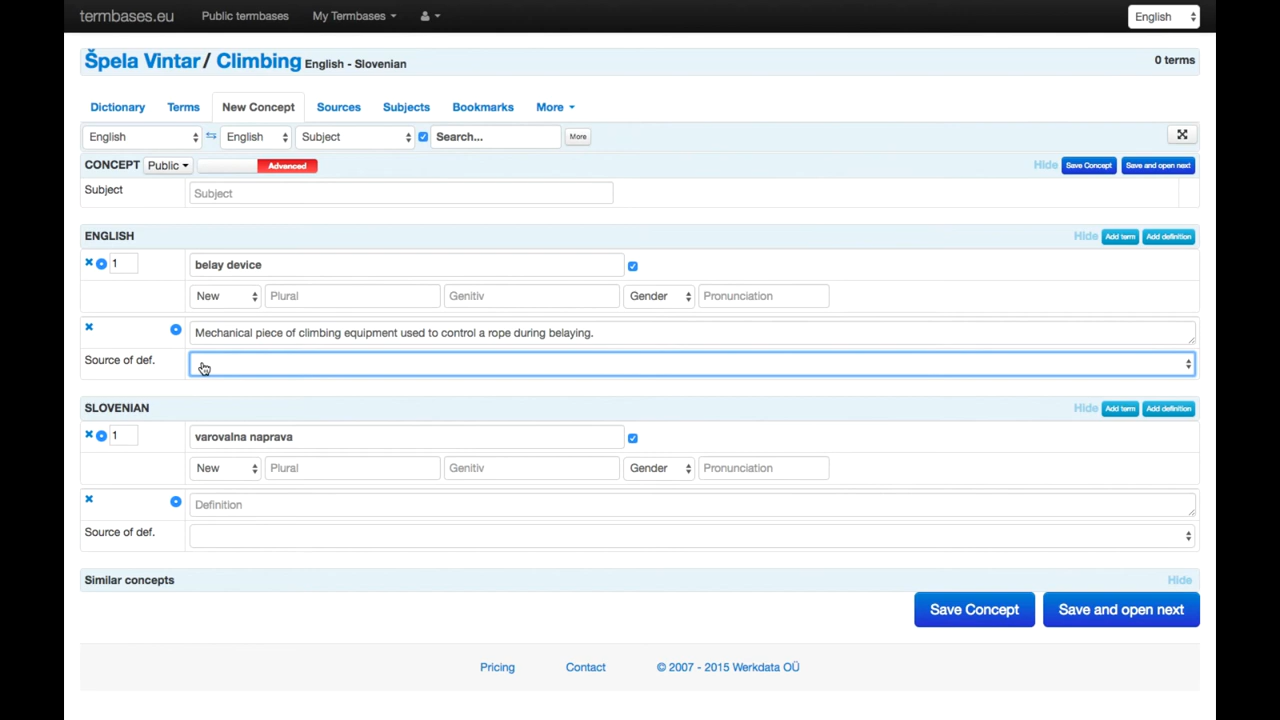 termbases.eu Public termbases My Termbases English
Špela Vintar / Climbing English - Slovenian 0 terms
Dictionary Terms New Concept Sources Subjects Bookmarks More
English English Subject Search... More
CONCEPT Public Advanced Hide Save Concept Save and open next
Subject Subject
ENGLISH Hide Add term Add definition
1 belay device
New Plural Genitiv Gender Pronunciation
Mechanical piece of climbing equipment used to control a rope during belaying.
Source of def.
SLOVENIAN Hide Add term Add definition
1 varovalna naprava
New Plural Genitiv Gender Pronunciation
Definition
Source of def.
Similar concepts Hide
Save Concept Save and open next
Pricing Contact © 2007 - 2015 Werkdata OÜ